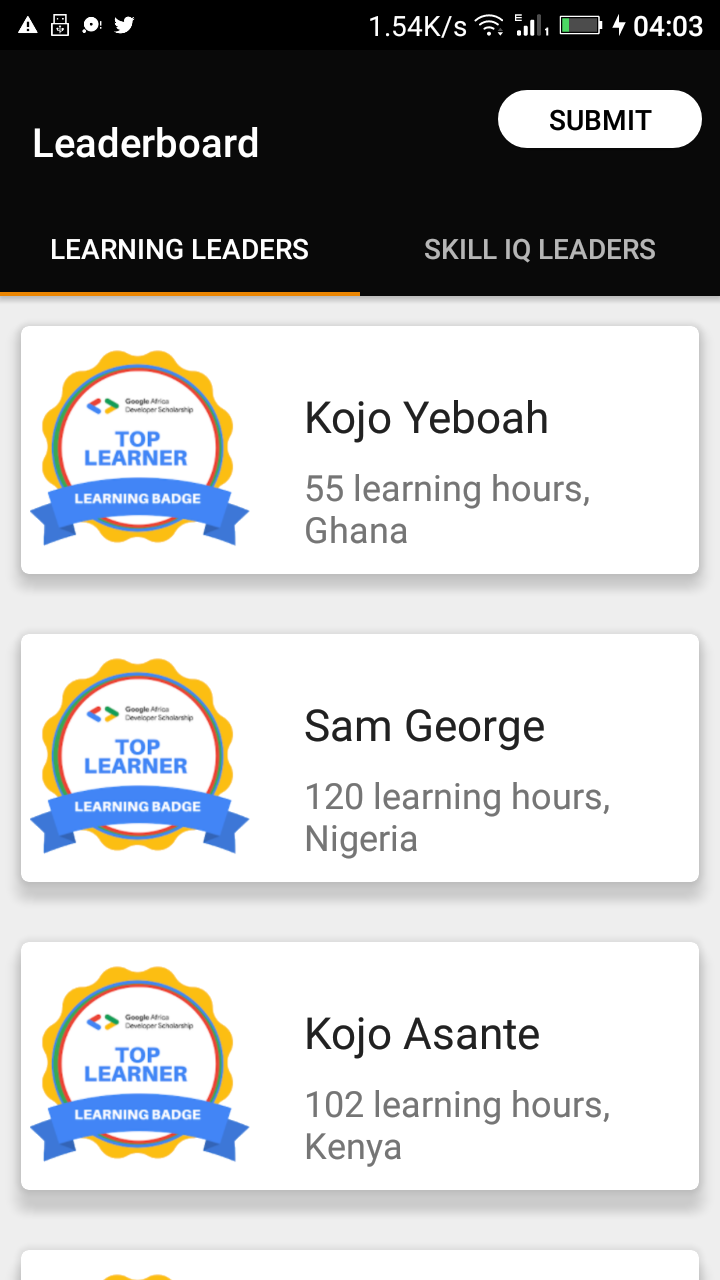 1.54K/s E 1 04:03
Leaderboard
SUBMIT
LEARNING LEADERS
SKILL IQ LEADERS
Google Africa
Developer Scholarship
TOP
LEARNER
LEARNING BADGE
Kojo Yeboah
55 learning hours,
Ghana
Google Africa
Developer Scholarship
TOP
LEARNER
LEARNING BADGE
Sam George
120 learning hours,
Nigeria
Google Africa
Developer Scholarship
TOP
LEARNER
LEARNING BADGE
Kojo Asante
102 learning hours,
Kenya